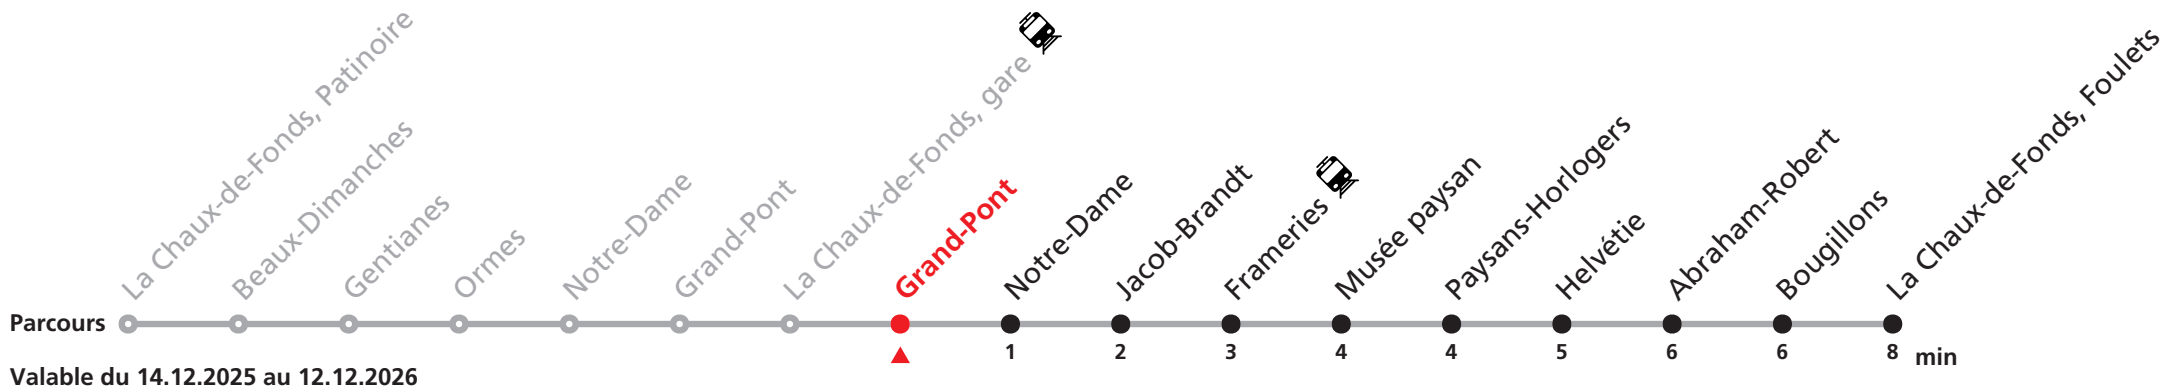 La Chaux-de-Fonds, Patinoire
Beaux-Dimanches
Gentianes
Ormes
Notre-Dame
Grand-Pont
La Chaux-de-Fonds, gare
Grand-Pont
Notre-Dame
Jacob-Brandt
Frameries
Musée paysan
Paysans-Horlogers
Helvétie
Abraham-Robert
Bougillons
La Chaux-de-Fonds, Foulets
Parcours
1 2 3 4 4 5 6 6 8 min
Valable du 14.12.2025 au 12.12.2026